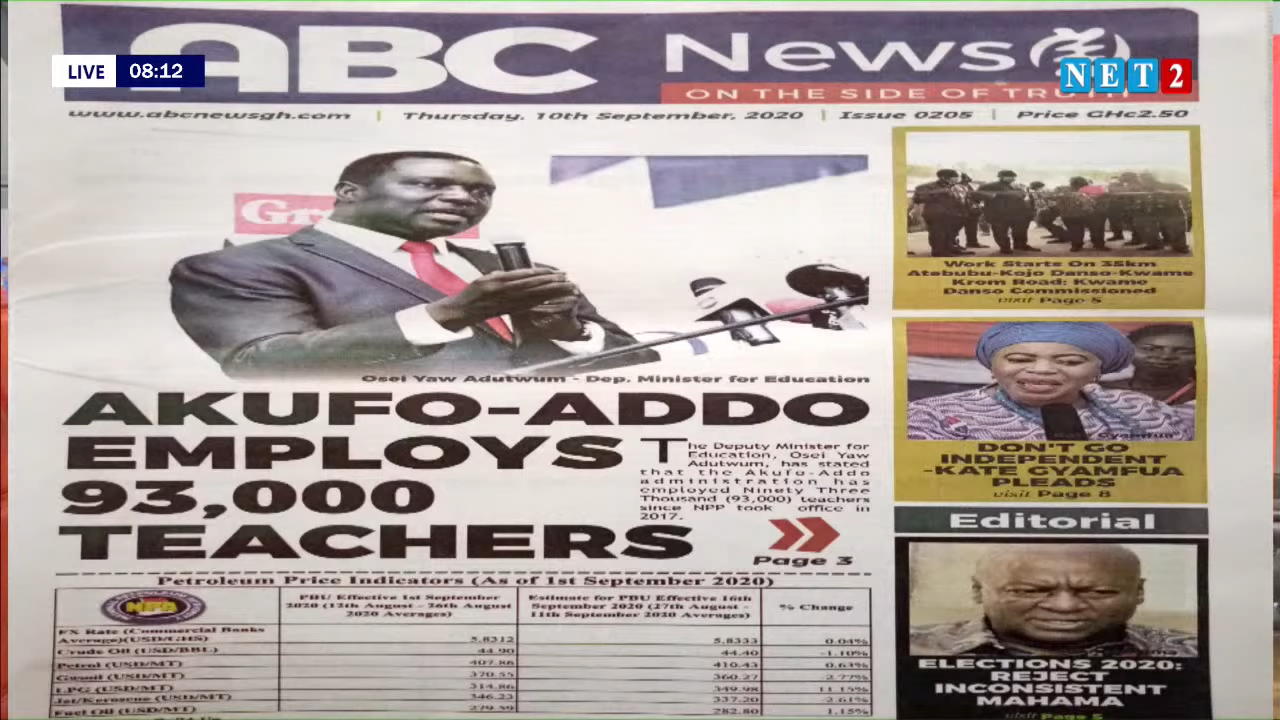 LIVE 08:12
ABC News
NET 2
ON THE SIDE OF TRUTH
www.abcnewsgh.com | Thursday, 10th September, 2020 | Issue 0205 | Price GHc2.50
Osei Yaw Adutwum - Dep. Minister for Education
AKUFO-ADDO
EMPLOYS
93,000
TEACHERS
The Deputy Minister for
Education, Osei Yaw
Adutwum, has stated
that the Akufo-Addo
administration has
employed Ninety Three
Thousand (93,000) teachers
since NPP took office in
2017.
Page 3
Work Starts On 35km
Atebubu-Kojo Danso-Kwame
Krom Road; Kwame
Danso Commissioned
visit Page 5
DON'T GO
INDEPENDENT
-KATE GYAMFUA
PLEADS
visit Page 8
Editorial
ELECTIONS 2020:
REJECT
INCONSISTENT
MAHAMA
visit Page 5
Petroleum Price Indicators (As of 1st September 2020)
NPA
PBU Effective 1st September
2020 (12th August - 26th August
2020 Averages)
Estimate for PBU Effective 16th
September 2020 (27th August -
11th September 2020 Averages)
% Change
FX Rate (Commercial Banks
Average)(USD/GHS) 5.8312 5.8333 0.04%
Crude Oil (USD/BBL) 44.90 44.40 -1.10%
Petrol (USD/MT) 407.86 410.43 0.63%
Gasoil (USD/MT) 370.55 360.27 -2.77%
LPG (USD/MT) 314.86 349.98 11.15%
Jet/Kerosene (USD/MT) 346.23 337.20 -2.61%
Fuel Oil (USD/MT) 279.59 282.80 1.15%